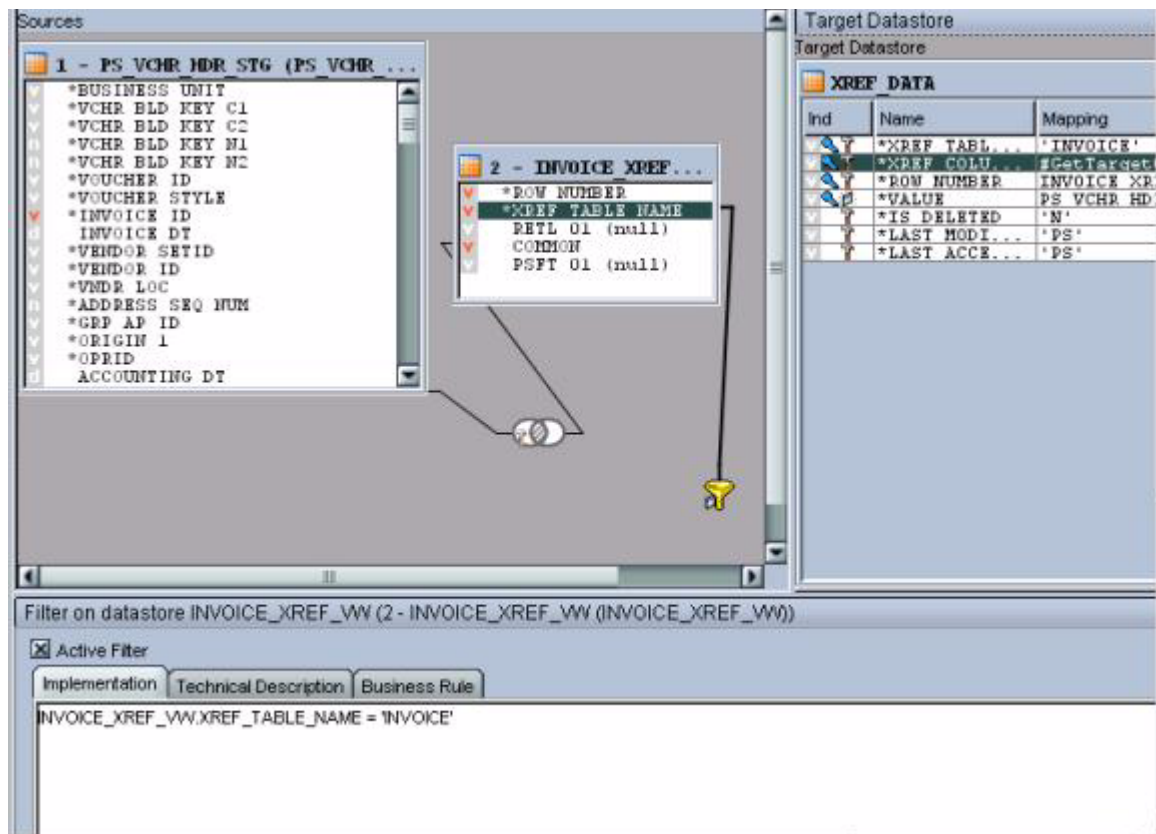 Sources
1 - PS_VCHR_HDR_STG (PS_VCHR_...
*BUSINESS UNIT
*VCHR BLD KEY C1
*VCHR BLD KEY C2
*VCHR BLD KEY N1
*VCHR BLD KEY N2
*VOUCHER ID
*VOUCHER STYLE
*INVOICE ID
INVOICE DT
*VENDOR SETID
*VENDOR ID
*VNDR LOC
*ADDRESS SEQ NUM
*GRP AP ID
*ORIGIN 1
*OPRID
ACCOUNTING DT
2 - INVOICE_XREF...
*ROW NUMBER
*XREF TABLE NAME
RETL 01 (null)
COMMON
PSFT 01 (null)
Target Datastore
Target Datastore
XREF_DATA
Ind Name Mapping
*XREF TABL... 'INVOICE'
*XREF COLU... #GetTarget
*ROW NUMBER INVOICE XR
*VALUE PS VCHR HD
*IS DELETED 'N'
*LAST MODI... 'PS'
*LAST ACCE... 'PS'
Filter on datastore INVOICE_XREF_VW (2 - INVOICE_XREF_VW (INVOICE_XREF_VW))
Active Filter
Implementation Technical Description Business Rule
INVOICE_XREF_VW.XREF_TABLE_NAME = 'INVOICE'